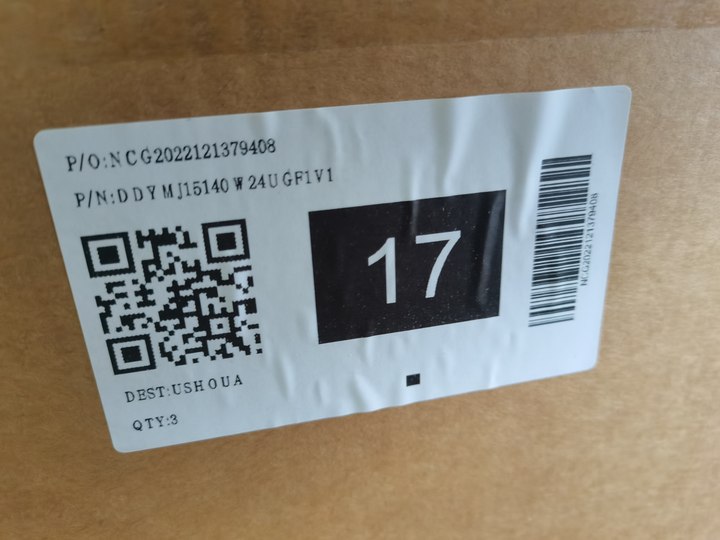 P/O:NCG2022121379408
P/N:DDYMJ15140W24UGF1V1
17
NCG2022121379408
DEST:USHOUA
QTY:3